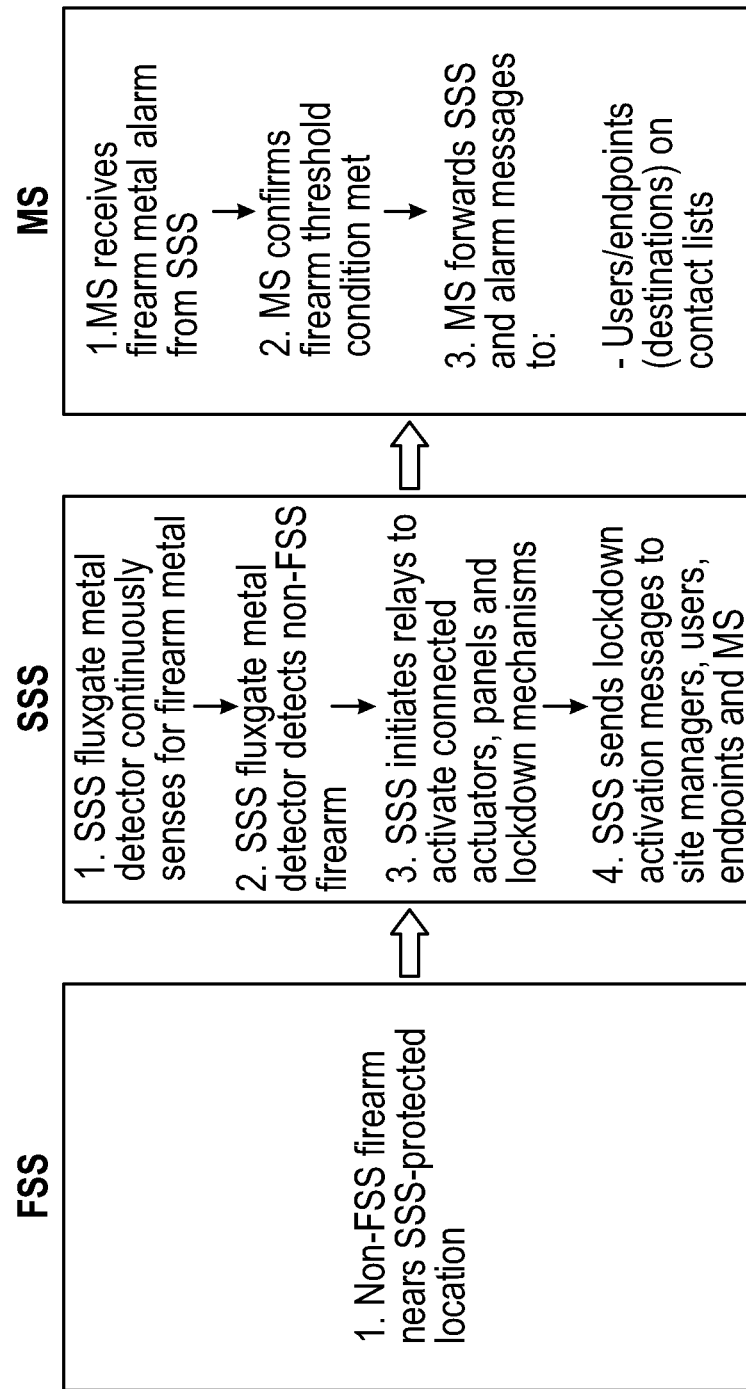 FSS
1. Non-FSS firearm
nears SSS-protected
location
SSS
1. SSS fluxgate metal
detector continuously
senses for firearm metal
2. SSS fluxgate metal
detector detects non-FSS
firearm
3. SSS initiates relays to
activate connected
actuators, panels and
lockdown mechanisms
4. SSS sends lockdown
activation messages to
site managers, users,
endpoints and MS
MS
1.MS receives
firearm metal alarm
from SSS
2. MS confirms
firearm threshold
condition met
3. MS forwards SSS
and alarm messages
to:
- Users/endpoints
(destinations) on
contact lists